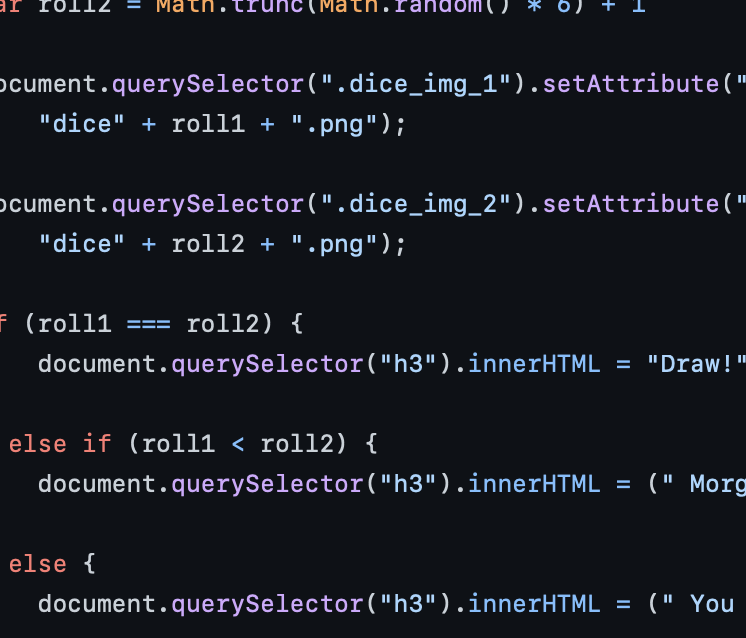 ar roll2 = Math.trunc(Math.random() * 6) + 1
ocument.querySelector(".dice_img_1").setAttribute("
"dice" + roll1 + ".png");
ocument.querySelector(".dice_img_2").setAttribute("
"dice" + roll2 + ".png");
f (roll1 === roll2) {
document.querySelector("h3").innerHTML = "Draw!"
else if (roll1 < roll2) {
document.querySelector("h3").innerHTML = (" Morg
else {
document.querySelector("h3").innerHTML = (" You